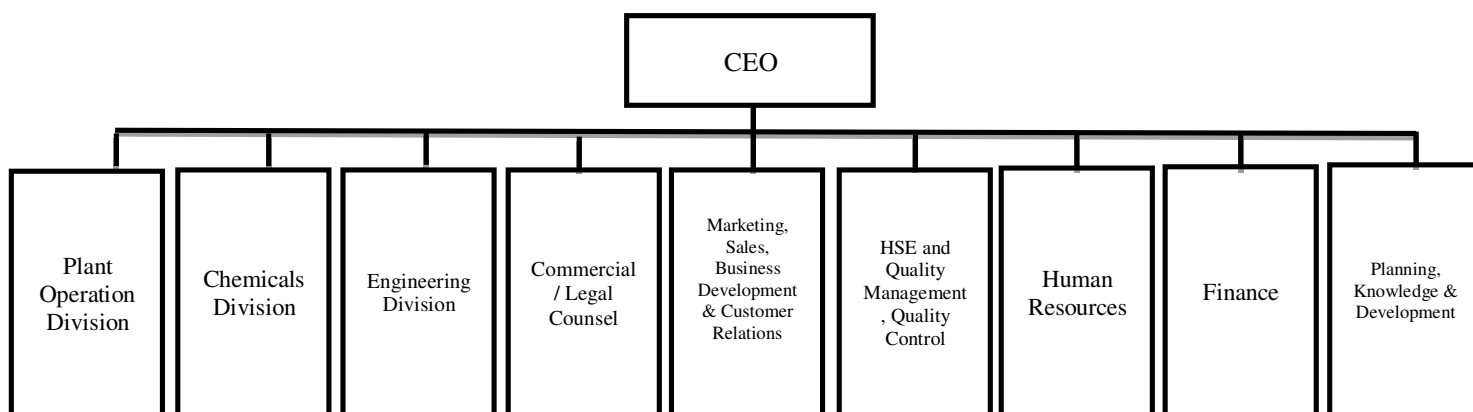 CEO
Plant
Operation
Division
Chemicals
Division
Engineering
Division
Commercial
/ Legal
Counsel
Marketing,
Sales,
Business
Development
& Customer
Relations
HSE and
Quality
Management
, Quality
Control
Human
Resources
Finance
Planning,
Knowledge &
Development